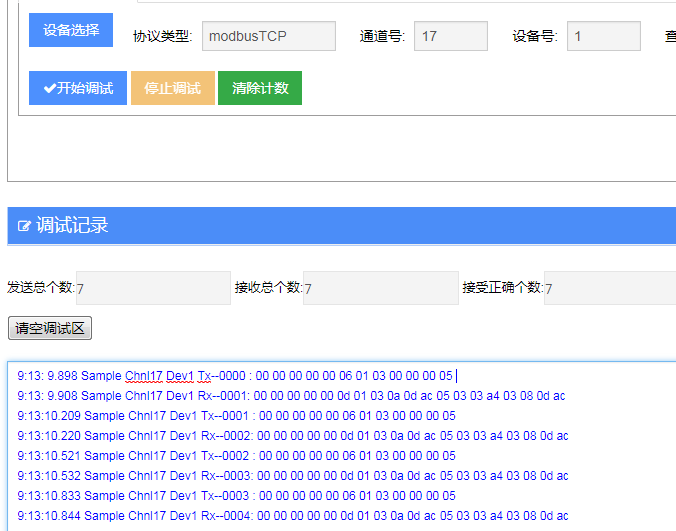 设备选择 协议类型: modbusTCP 通道号: 17 设备号: 1
开始调试 停止调试 清除计数
调试记录
发送总个数: 7 接收总个数: 7 接受正确个数: 7
请空调试区
9:13: 9.898 Sample Chnl17 Dev1 Tx--0000 : 00 00 00 00 00 06 01 03 00 00 00 05
9:13: 9.908 Sample Chnl17 Dev1 Rx--0001: 00 00 00 00 00 0d 01 03 0a 0d ac 05 03 03 a4 03 08 0d ac
9:13:10.209 Sample Chnl17 Dev1 Tx--0001 : 00 00 00 00 00 06 01 03 00 00 00 05
9:13:10.220 Sample Chnl17 Dev1 Rx--0002: 00 00 00 00 00 0d 01 03 0a 0d ac 05 03 03 a4 03 08 0d ac
9:13:10.521 Sample Chnl17 Dev1 Tx--0002 : 00 00 00 00 00 06 01 03 00 00 00 05
9:13:10.532 Sample Chnl17 Dev1 Rx--0003: 00 00 00 00 00 0d 01 03 0a 0d ac 05 03 03 a4 03 08 0d ac
9:13:10.833 Sample Chnl17 Dev1 Tx--0003 : 00 00 00 00 00 06 01 03 00 00 00 05
9:13:10.844 Sample Chnl17 Dev1 Rx--0004: 00 00 00 00 00 0d 01 03 0a 0d ac 05 03 03 a4 03 08 0d ac